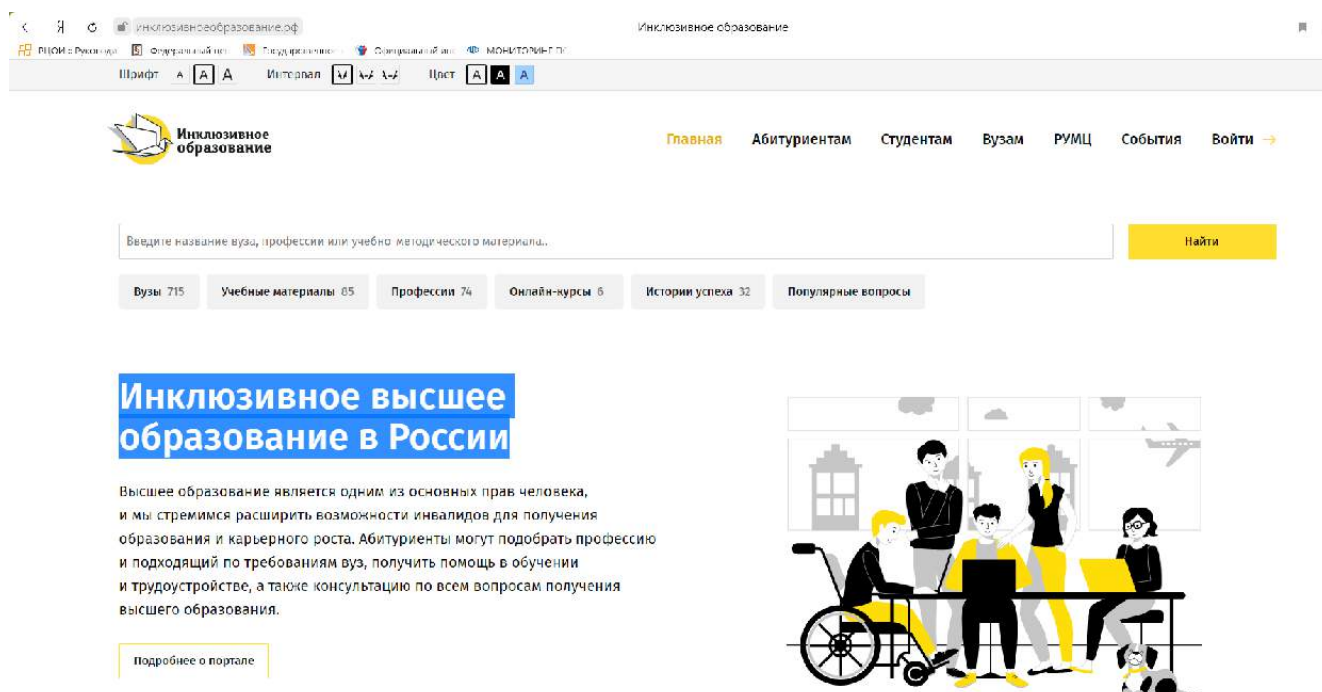 инклюзивноеобразование.рф
Инклюзивное образование
РЦОИ
Федеральный
Официальный
МОНИТОРИНГ
Шрифт А А А Интервал Цвет А А А
Инклюзивное
образование
Главная Абитуриентам Студентам Вузам РУМЦ События Войти →
Введите название вуза, профессии или учебно-методического материала..
Найти
Вузы 715 Учебные материалы 85 Профессии 74 Онлайн-курсы 6 Истории успеха 32 Популярные вопросы
Инклюзивное высшее
образование в России
Высшее образование является одним из основных прав человека,
и мы стремимся расширить возможности инвалидов для получения
образования и карьерного роста. Абитуриенты могут подобрать профессию
и подходящий по требованиям вуз, получить помощь в обучении
и трудоустройстве, а также консультацию по всем вопросам получения
высшего образования.
Подробнее о портале